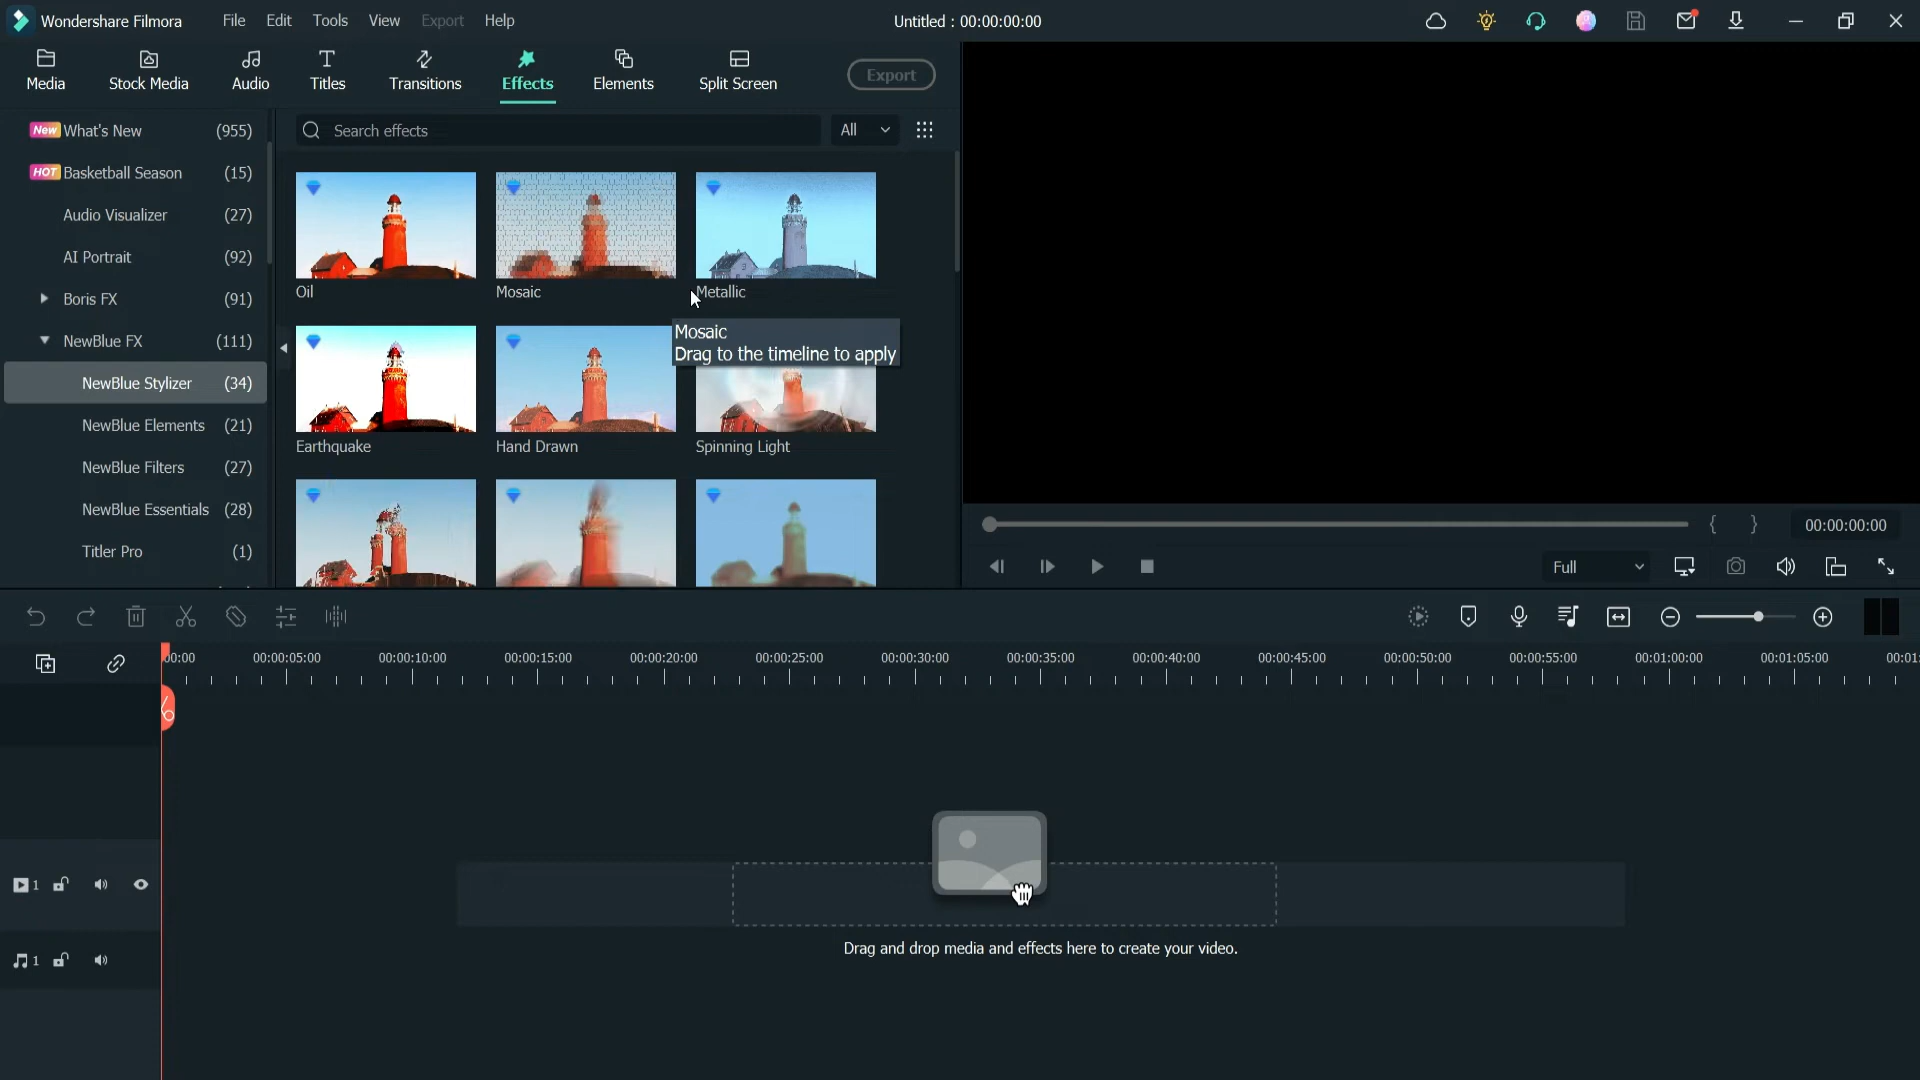 Wondershare Filmora
File Edit Tools View Export Help
Untitled : 00:00:00:00
Media
Stock Media
Audio
Titles
Transitions
Effects
Elements
Split Screen
Export
New What's New (955)
HOT Basketball Season (15)
Audio Visualizer (27)
AI Portrait (92)
Boris FX (91)
NewBlue FX (111)
NewBlue Stylizer (34)
NewBlue Elements (21)
NewBlue Filters (27)
NewBlue Essentials (28)
Titler Pro (1)
Search effects
All
Oil
Mosaic
Metallic
Mosaic
Drag to the timeline to apply
Earthquake
Hand Drawn
Spinning Light
{ }
00:00:00:00
Full
00:00 00:00:05:00 00:00:10:00 00:00:15:00 00:00:20:00 00:00:25:00 00:00:30:00 00:00:35:00 00:00:40:00 00:00:45:00 00:00:50:00 00:00:55:00 00:01:00:00 00:01:05:00 00:01:
1
Drag and drop media and effects here to create your video.
1